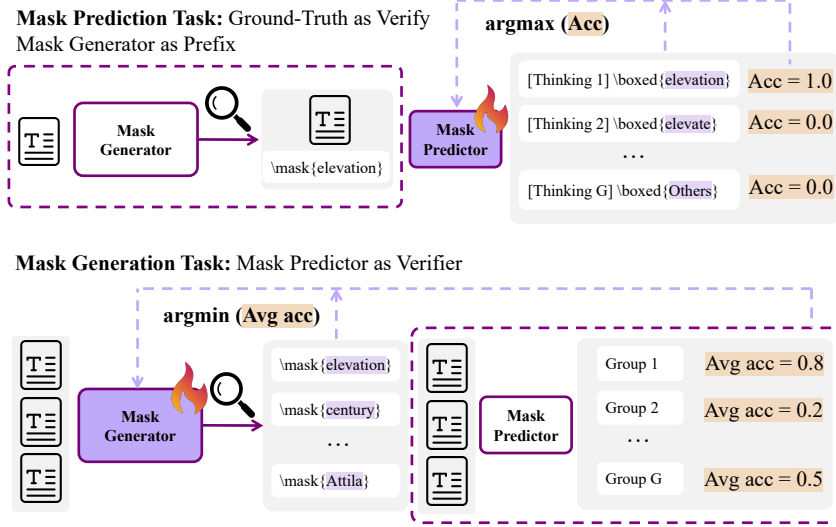 Mask Prediction Task: Ground-Truth as Verify
Mask Generator as Prefix
argmax (Acc)
T
Mask
Generator
T
\mask{elevation}
Mask
Predictor
[Thinking 1] \boxed{elevation}
Acc = 1.0
[Thinking 2] \boxed{elevate}
Acc = 0.0
...
[Thinking G] \boxed{Others}
Acc = 0.0
Mask Generation Task: Mask Predictor as Verifier
argmin (Avg acc)
T
T
T
Mask
Generator
\mask{elevation}
\mask{century}
...
\mask{Attila}
T
T
T
Mask
Predictor
Group 1
Avg acc = 0.8
Group 2
Avg acc = 0.2
...
Group G
Avg acc = 0.5